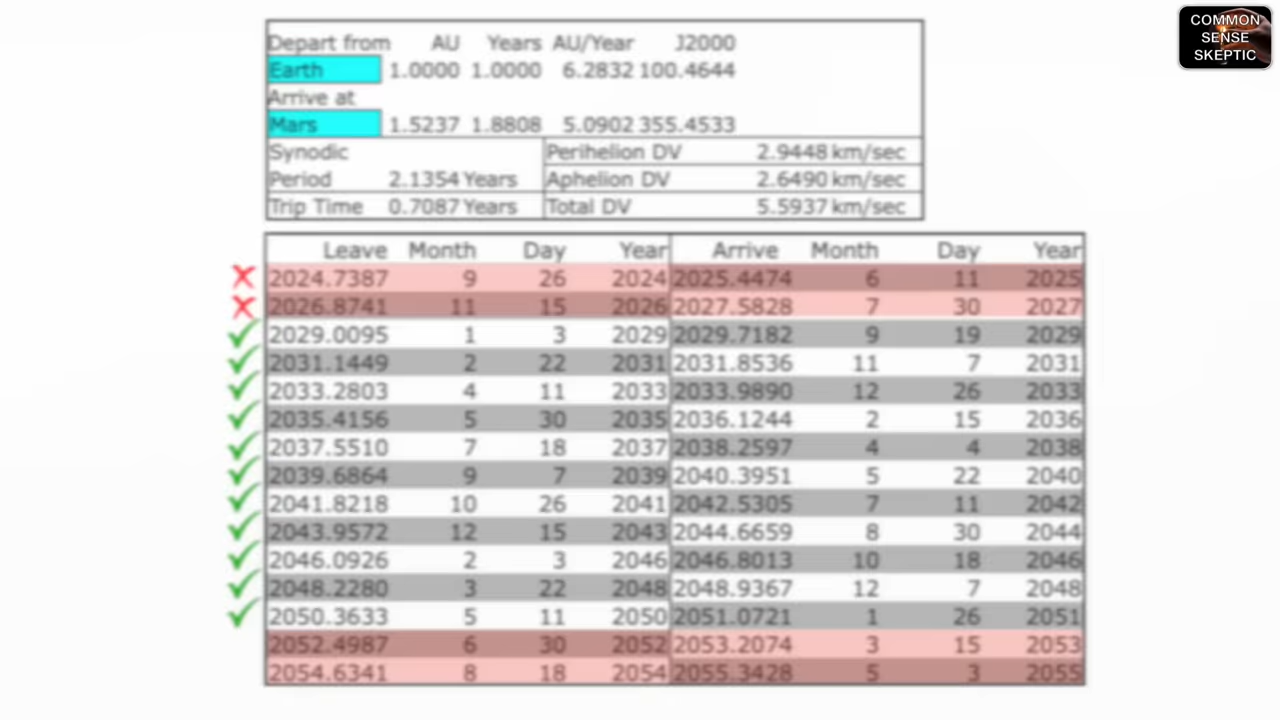 COMMON
SENSE
SKEPTIC
Depart from AU Years AU/Year J2000
Earth 1.0000 1.0000 6.2832 100.4644
Arrive at
Mars 1.5237 1.8808 5.0902 355.4533
Synodic Perihelion DV 2.9448 km/sec
Period 2.1354 Years Aphelion DV 2.6490 km/sec
Trip Time 0.7087 Years Total DV 5.5937 km/sec
Leave Month Day Year Arrive Month Day Year
2024.7387 9 26 2024 2025.4474 6 11 2025
2026.8741 11 15 2026 2027.5828 7 30 2027
2029.0095 1 3 2029 2029.7182 9 19 2029
2031.1449 2 22 2031 2031.8536 11 7 2031
2033.2803 4 11 2033 2033.9890 12 26 2033
2035.4156 5 30 2035 2036.1244 2 15 2036
2037.5510 7 18 2037 2038.2597 4 4 2038
2039.6864 9 7 2039 2040.3951 5 22 2040
2041.8218 10 26 2041 2042.5305 7 11 2042
2043.9572 12 15 2043 2044.6659 8 30 2044
2046.0926 2 3 2046 2046.8013 10 18 2046
2048.2280 3 22 2048 2048.9367 12 7 2048
2050.3633 5 11 2050 2051.0721 1 26 2051
2052.4987 6 30 2052 2053.2074 3 15 2053
2054.6341 8 18 2054 2055.3428 5 3 2055